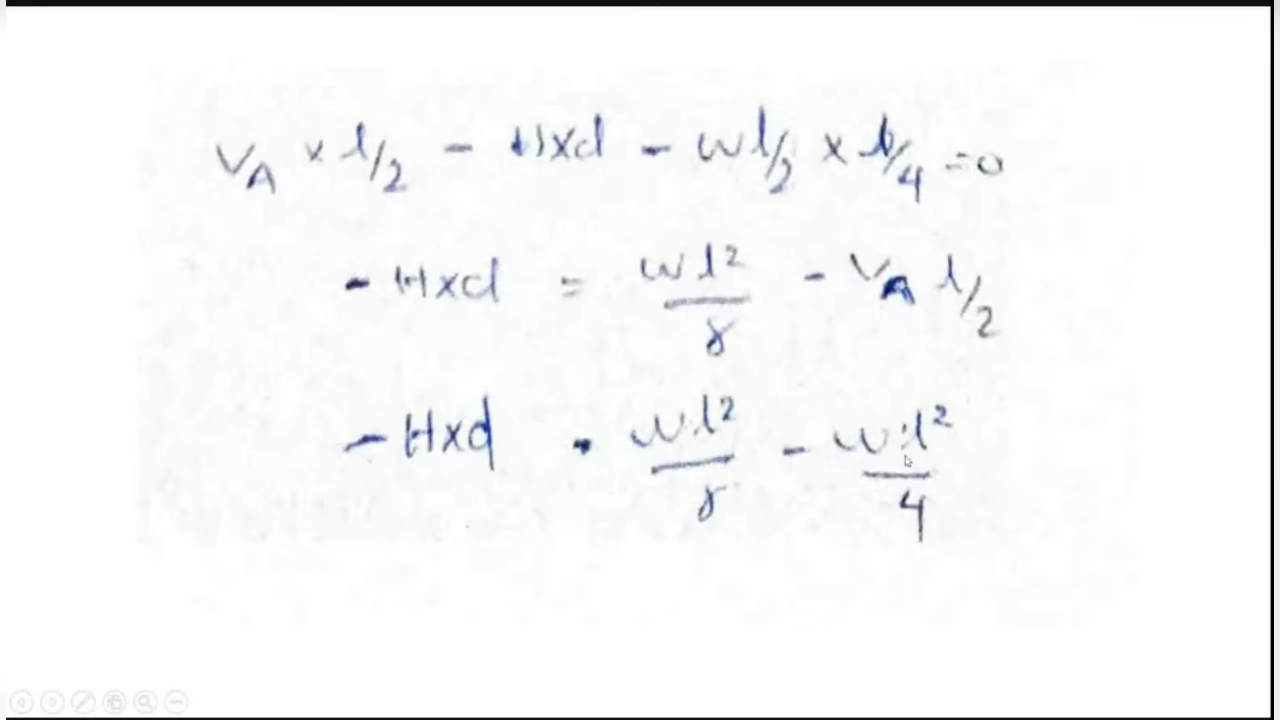 V_A × l/2 - H×d - wl/2 × l/4 = 0
- H×d = wl²/8 - V_A l/2
- H×d = wl²/8 - wl²/4